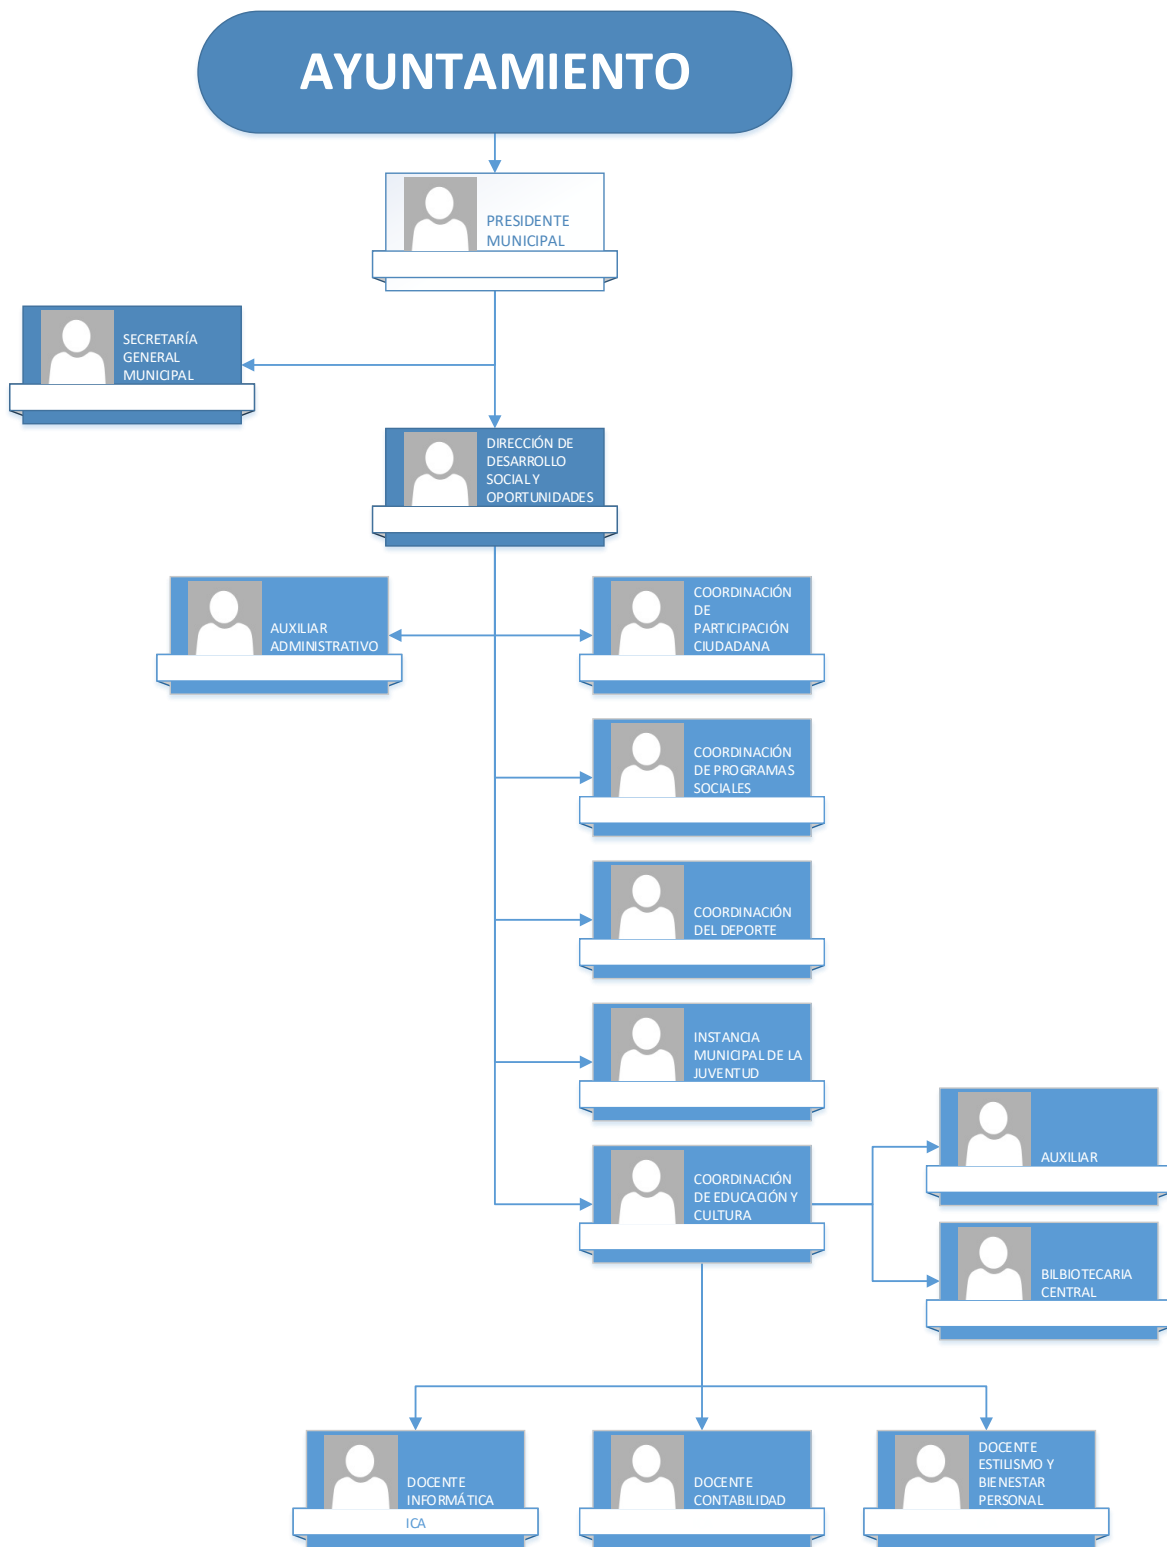 AYUNTAMIENTO
PRESIDENTE
MUNICIPAL
SECRETARÍA
GENERAL
MUNICIPAL
DIRECCIÓN DE
DESARROLLO
SOCIAL Y
OPORTUNIDADES
AUXILIAR
ADMINISTRATIVO
COORDINACIÓN
DE
PARTICIPACIÓN
CIUDADANA
COORDINACIÓN
DE PROGRAMAS
SOCIALES
COORDINACIÓN
DEL DEPORTE
INSTANCIA
MUNICIPAL DE LA
JUVENTUD
COORDINACIÓN
DE EDUCACIÓN Y
CULTURA
AUXILIAR
BILBIOTECARIA
CENTRAL
DOCENTE
INFORMÁTICA
ICA
DOCENTE
CONTABILIDAD
DOCENTE
ESTILISMO Y
BIENESTAR
PERSONAL